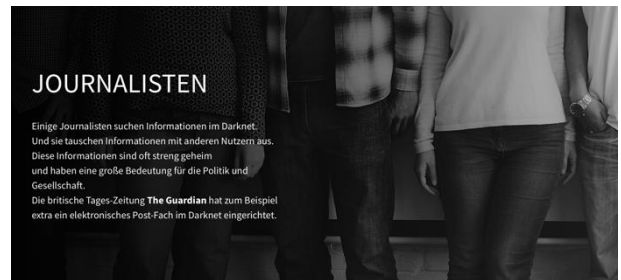 JOURNALISTEN
Einige Journalisten suchen Informationen im Darknet.
Und sie tauschen Informationen mit anderen Nutzern aus.
Diese Informationen sind oft streng geheim
und haben eine große Bedeutung für die Politik und
Gesellschaft.
Die britische Tages-Zeitung The Guardian hat zum Beispiel
extra ein elektronisches Post-Fach im Darknet eingerichtet.